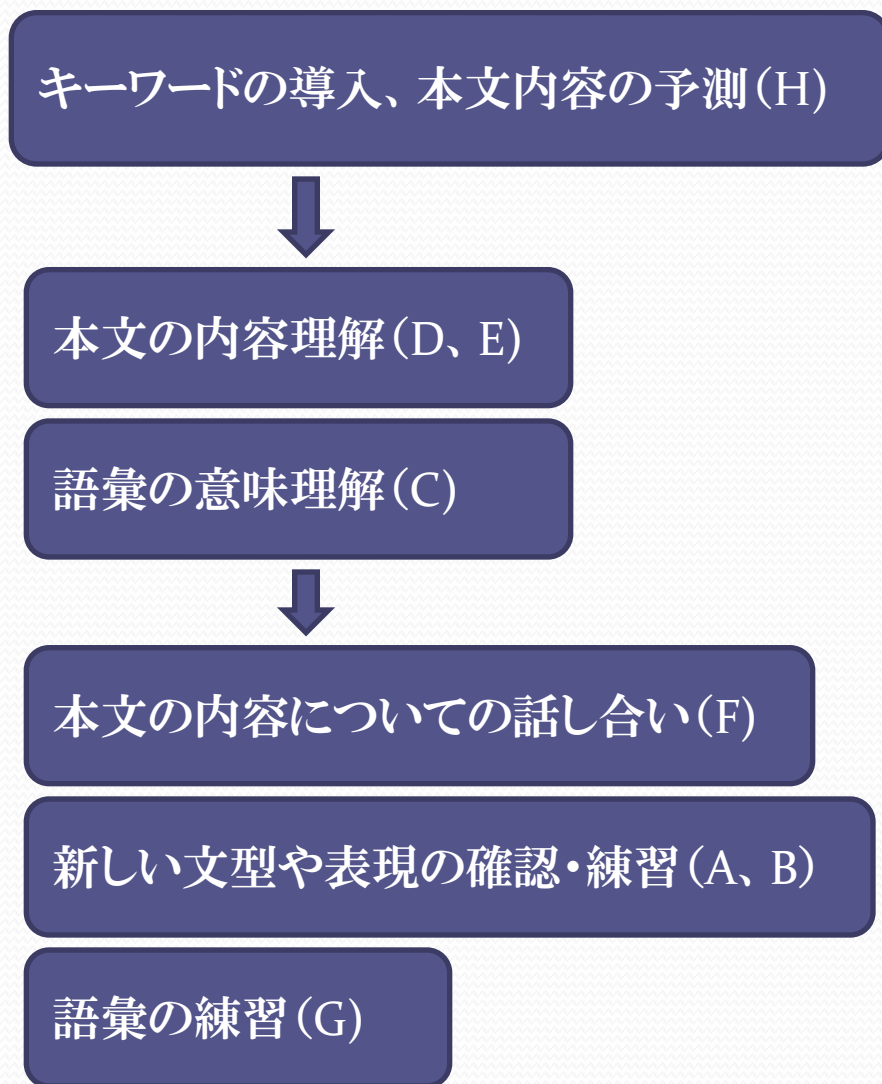 キーワードの導入、本文内容の予測(H)
本文の内容理解(D、E)
語彙の意味理解(C)
本文の内容についての話し合い(F)
新しい文型や表現の確認・練習(A、B)
語彙の練習(G)